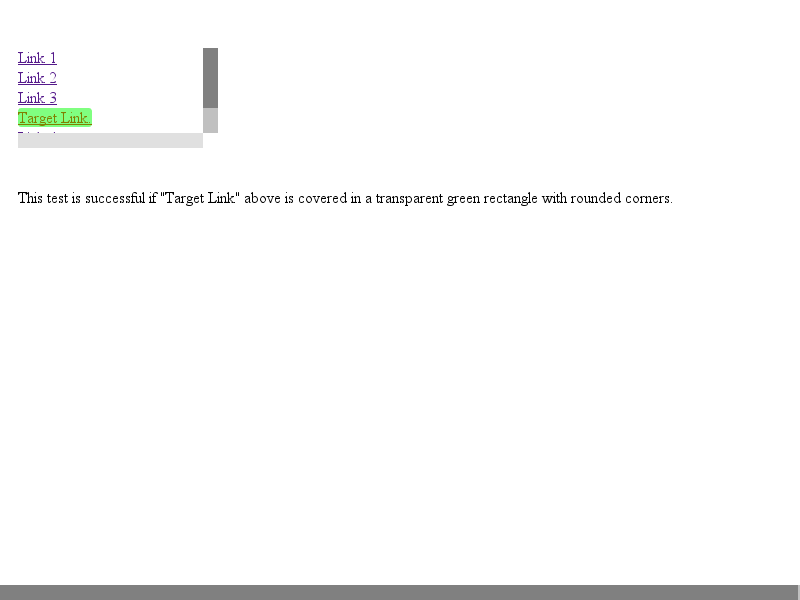 Link 1
Link 2
Link 3
Target Link.
This test is successful if "Target Link" above is covered in a transparent green rectangle with rounded corners.